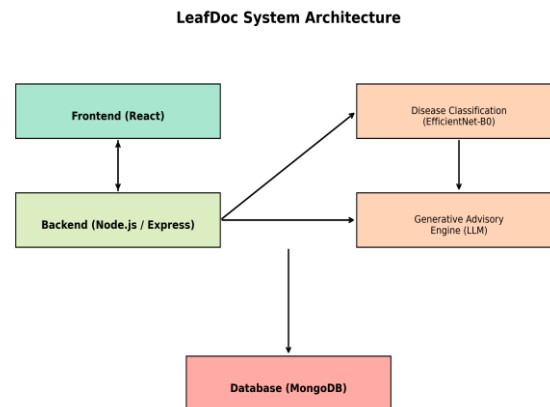 LeafDoc System Architecture
Frontend (React)
Disease Classification
(EfficientNet-B0)
Backend (Node.js / Express)
Generative Advisory
Engine (LLM)
Database (MongoDB)